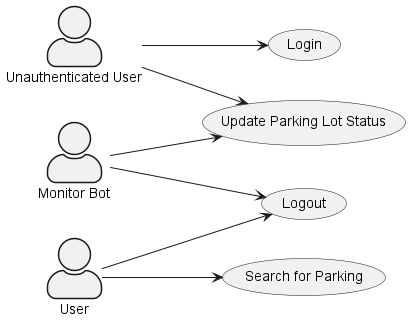 Unauthenticated User
Login
Update Parking Lot Status
Monitor Bot
Logout
User
Search for Parking